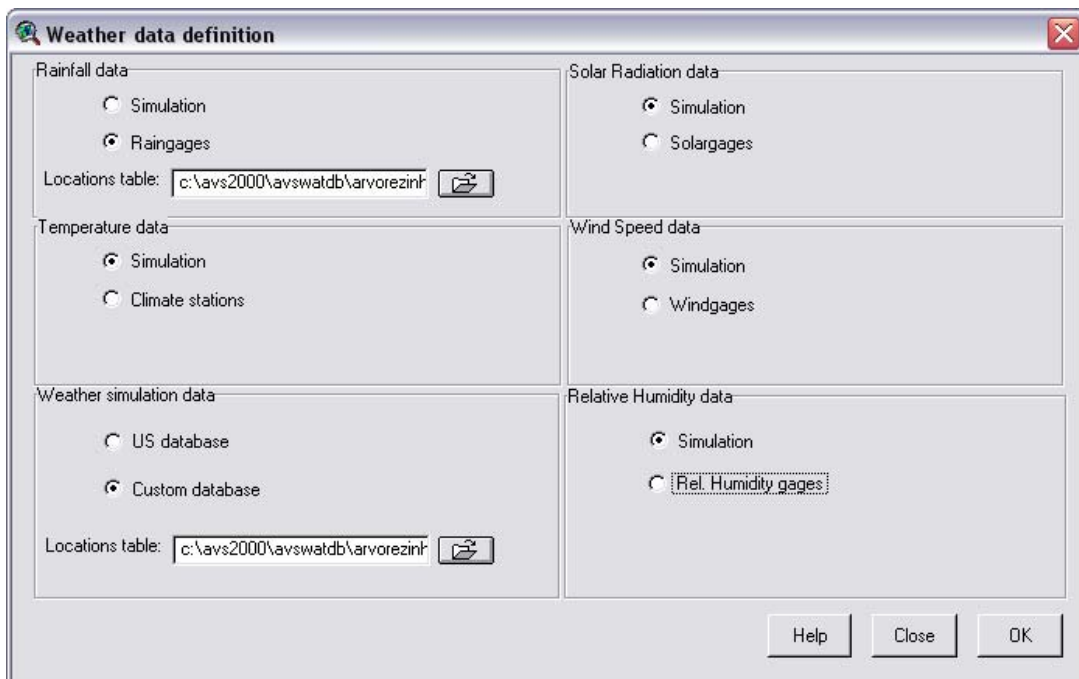 Weather data definition
Rainfall data
Simulation
Raingages
Locations table: c:\avs2000\avswatdb\arvorezinh
Solar Radiation data
Simulation
Solargages
Temperature data
Simulation
Climate stations
Wind Speed data
Simulation
Windgages
Weather simulation data
US database
Custom database
Locations table: c:\avs2000\avswatdb\arvorezinh
Relative Humidity data
Simulation
Rel. Humidity gages
Help Close OK